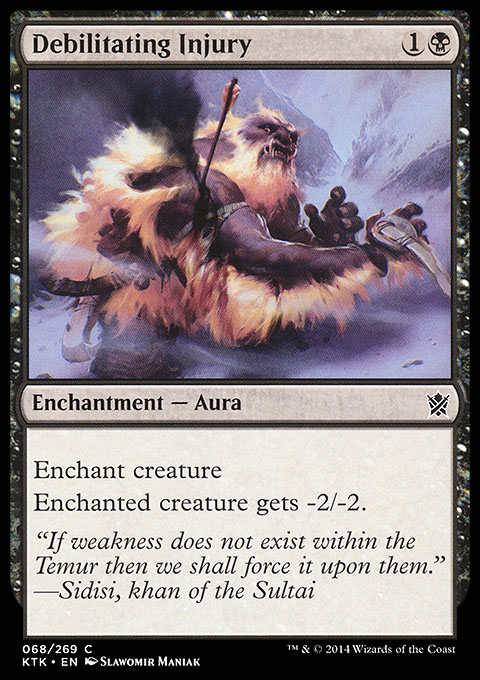 Debilitating Injury 1
Enchantment — Aura
Enchant creature
Enchanted creature gets -2/-2.
“If weakness does not exist within the
Temur then we shall force it upon them.”
—Sidisi, khan of the Sultai
068/269 C
KTK • EN Slawomir Maniak
™ & © 2014 Wizards of the Coast